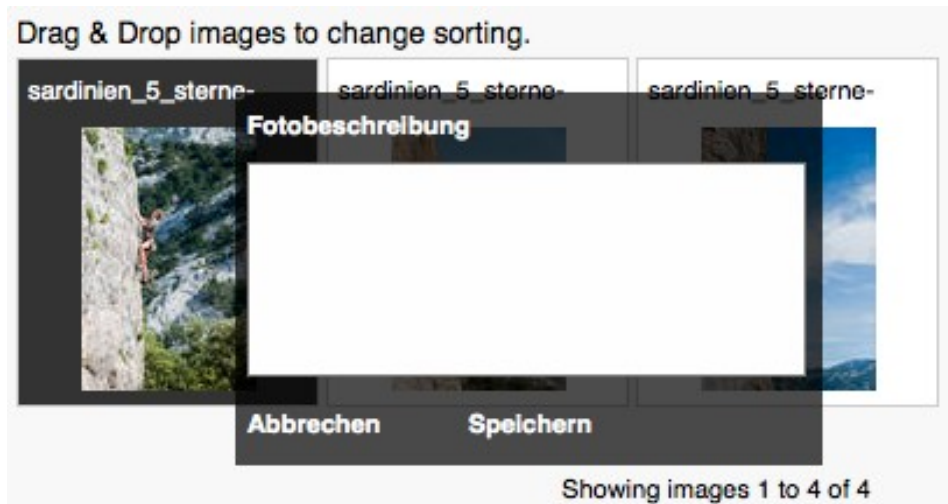 Drag & Drop images to change sorting.
sardinien_5_sterne- sardinien_5_sterne- sardinien_5_sterne-
Fotobeschreibung
Abbrechen Speichern
Showing images 1 to 4 of 4